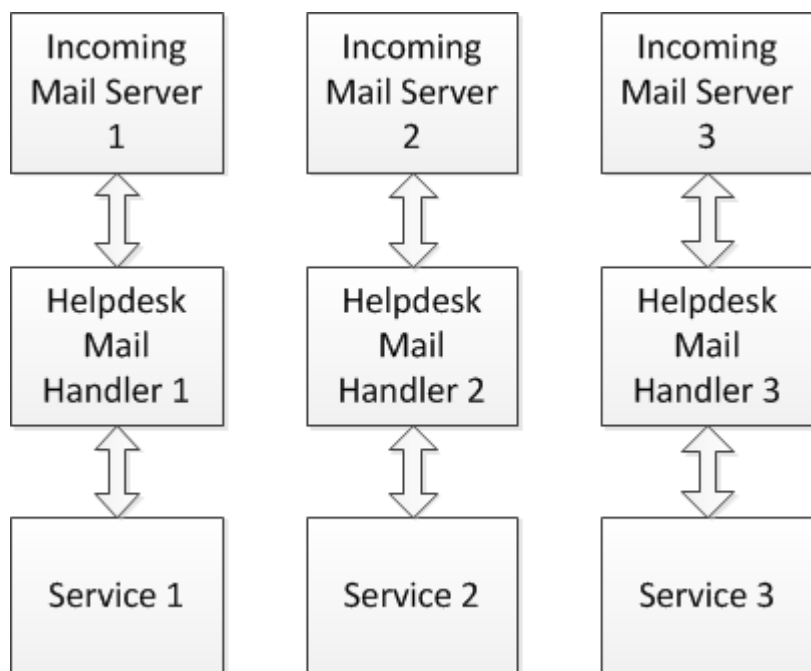 Incoming
Mail Server
1
Incoming
Mail Server
2
Incoming
Mail Server
3
Helpdesk
Mail
Handler 1
Helpdesk
Mail
Handler 2
Helpdesk
Mail
Handler 3
Service 1
Service 2
Service 3